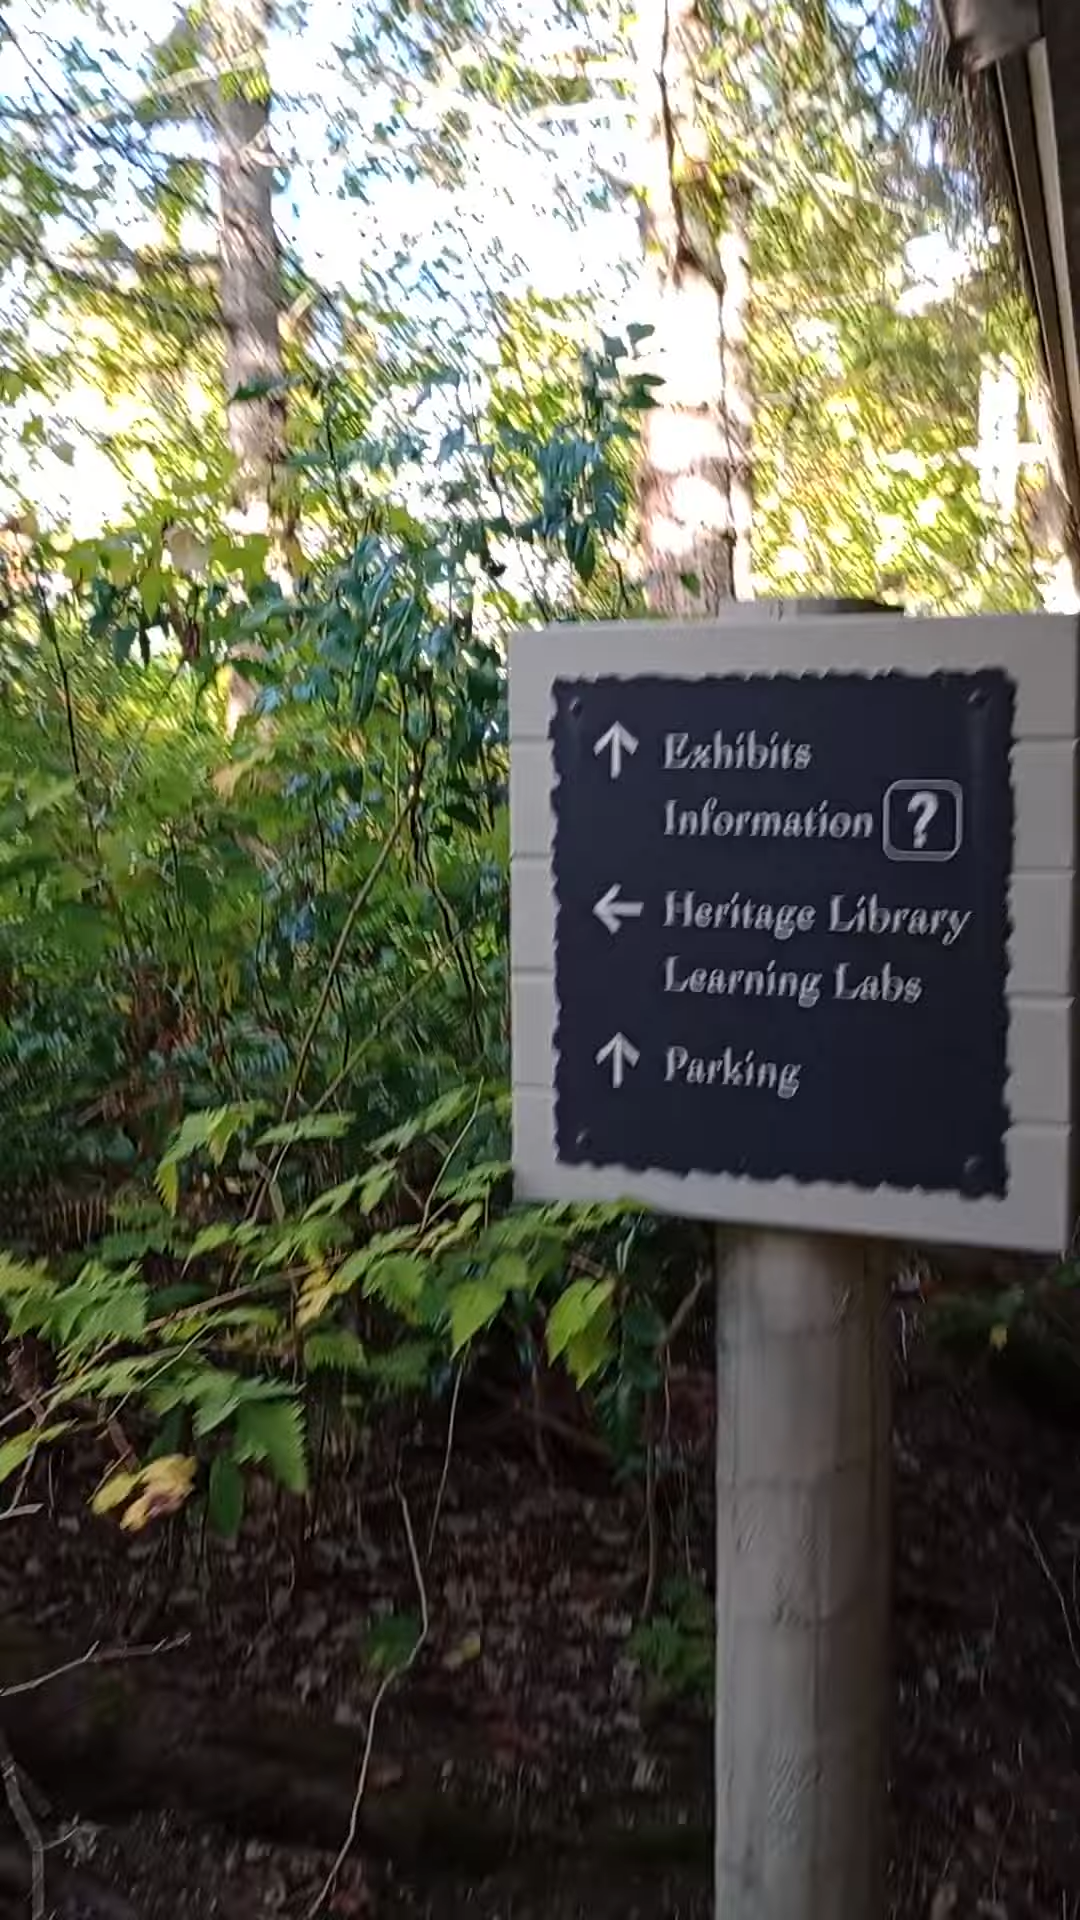 ↑ Exhibits
Information ?
← Heritage Library
Learning Labs
↑ Parking